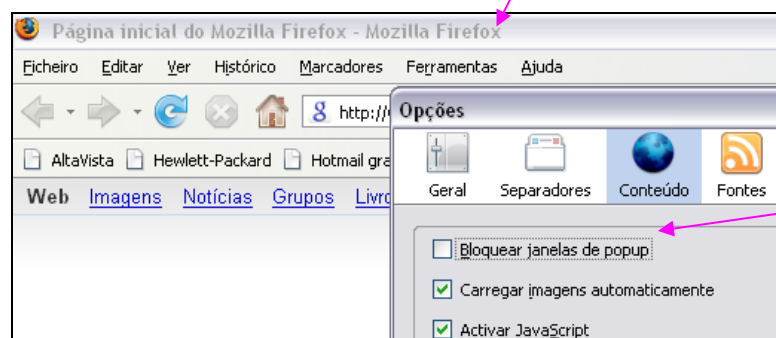 Página inicial do Mozilla Firefox - Mozilla Firefox
Ficheiro Editar Ver Histórico Marcadores Ferramentas Ajuda
http://
Opções
AltaVista Hewlett-Packard Hotmail gra
Geral Separadores Conteúdo Fontes
Web Imagens Notícias Grupos Livro
Bloquear janelas de popup
Carregar imagens automaticamente
Activar JavaScript